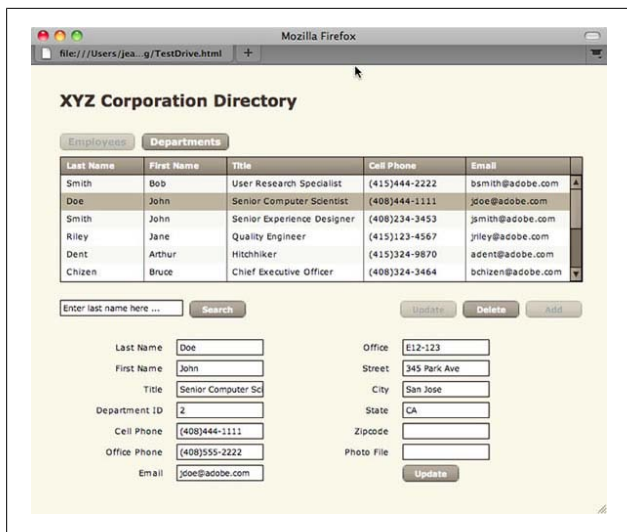 Mozilla Firefox
file:///Users/jea...g/TestDrive.html +
XYZ Corporation Directory
Employees Departments
Last Name First Name Title Cell Phone Email
Smith Bob User Research Specialist (415)444-2222 bsmith@adobe.com
Doe John Senior Computer Scientist (408)444-1111 jdoe@adobe.com
Smith John Senior Experience Designer (408)234-3453 jsmith@adobe.com
Riley Jane Quality Engineer (415)123-4567 jriley@adobe.com
Dent Arthur Hitchhiker (415)324-9870 adent@adobe.com
Chizen Bruce Chief Executive Officer (408)324-3464 bchizen@adobe.com
Enter last name here ... Search Update Delete Add
Last Name Doe Office E12-123
First Name John Street 345 Park Ave
Title Senior Computer Sci City San Jose
Department ID 2 State CA
Cell Phone (408)444-1111 Zipcode
Office Phone (408)555-2222 Photo File
Email jdoe@adobe.com Update